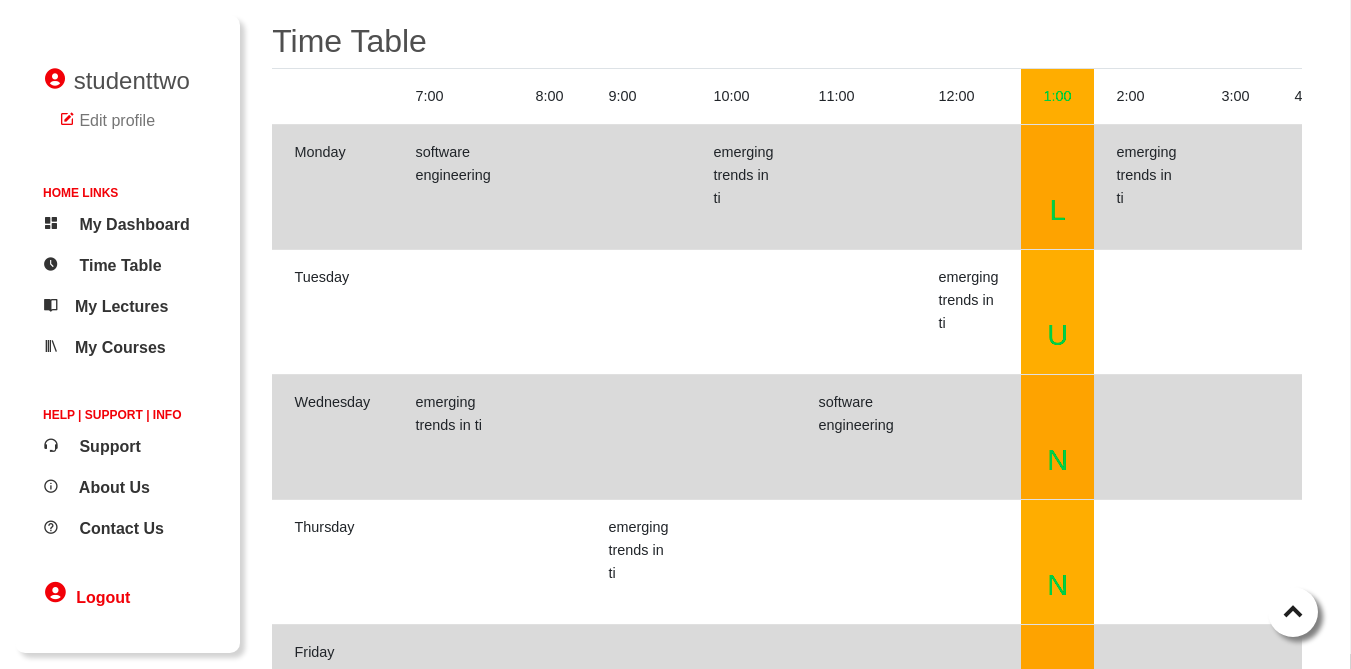 studenttwo
Edit profile
HOME LINKS
My Dashboard
Time Table
My Lectures
My Courses
HELP | SUPPORT | INFO
Support
About Us
Contact Us
Logout
Time Table
7:00 8:00 9:00 10:00 11:00 12:00 1:00 2:00 3:00 4
Monday software emerging emerging
engineering trends in trends in
ti ti
L
Tuesday emerging
trends in
ti
U
Wednesday emerging software
trends in ti engineering
N
Thursday emerging
trends in
ti
N
Friday